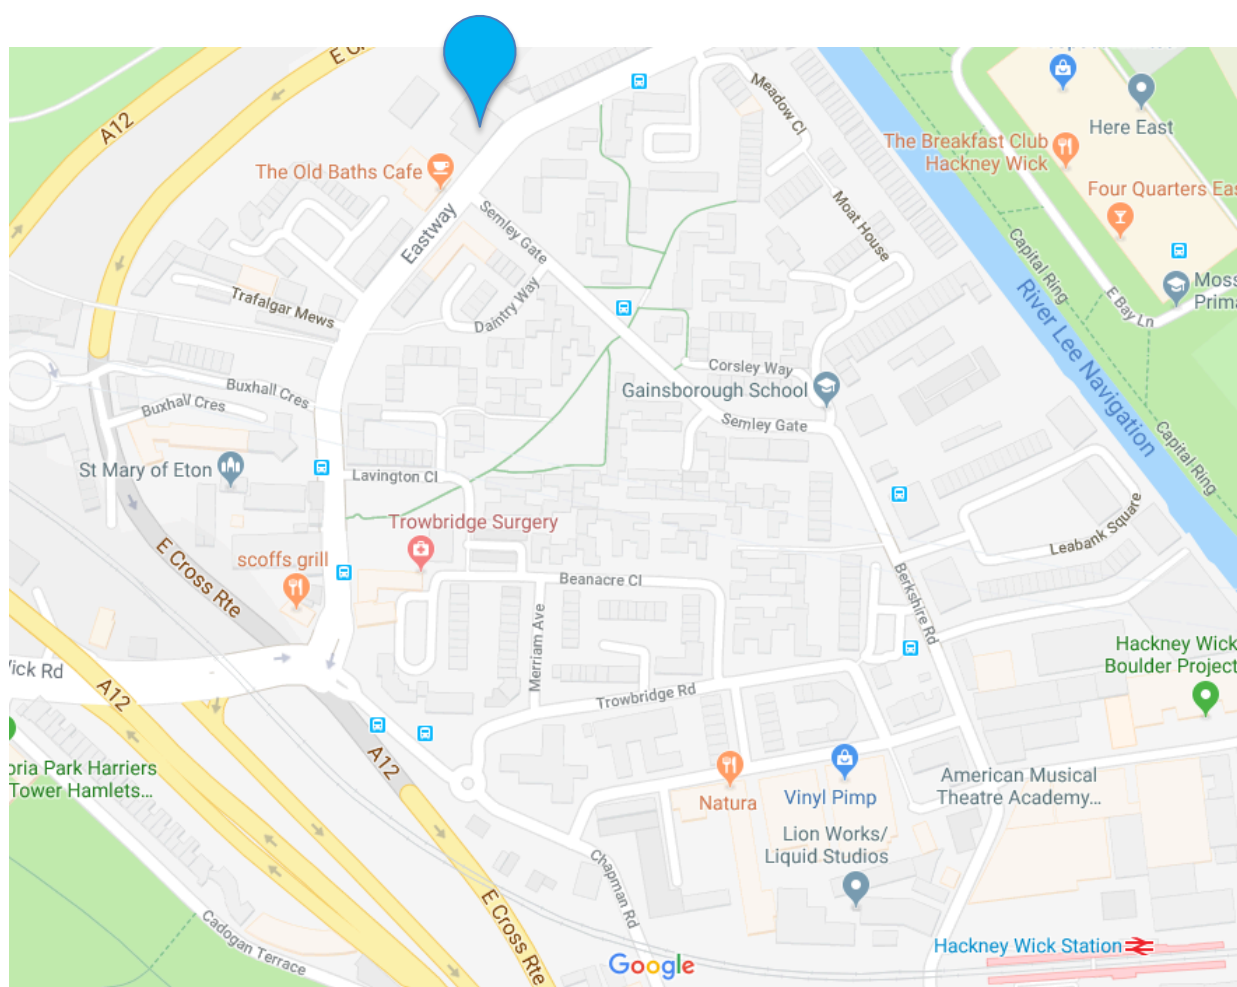 E Cr
A12
Meadow Cl
Here East
The Breakfast Club
Hackney Wick
The Old Baths Cafe
Four Quarters Eas
Moat House
Semley Gate
Eastway
Capital Ring
E Bay Ln
Moss
Prima
River Lee Navigation
Trafalgar Mews
Daintry Way
Corsley Way
Gainsborough School
Buxhall Cres
Buxhall Cres
Semley Gate
Capital Ring
St Mary of Eton
Lavington Cl
Leabank Square
Trowbridge Surgery
scoffs grill
E Cross Rte
Beanacre Cl
Berkshire Rd
Merriam Ave
Hackney Wick
Boulder Project
Wick Rd
A12
Trowbridge Rd
A12
oria Park Harriers
Tower Hamlets...
Natura
Vinyl Pimp
American Musical
Theatre Academy...
Lion Works/
Liquid Studios
Chapman Rd
E Cross Rte
Cadogan Terrace
Hackney Wick Station
Google